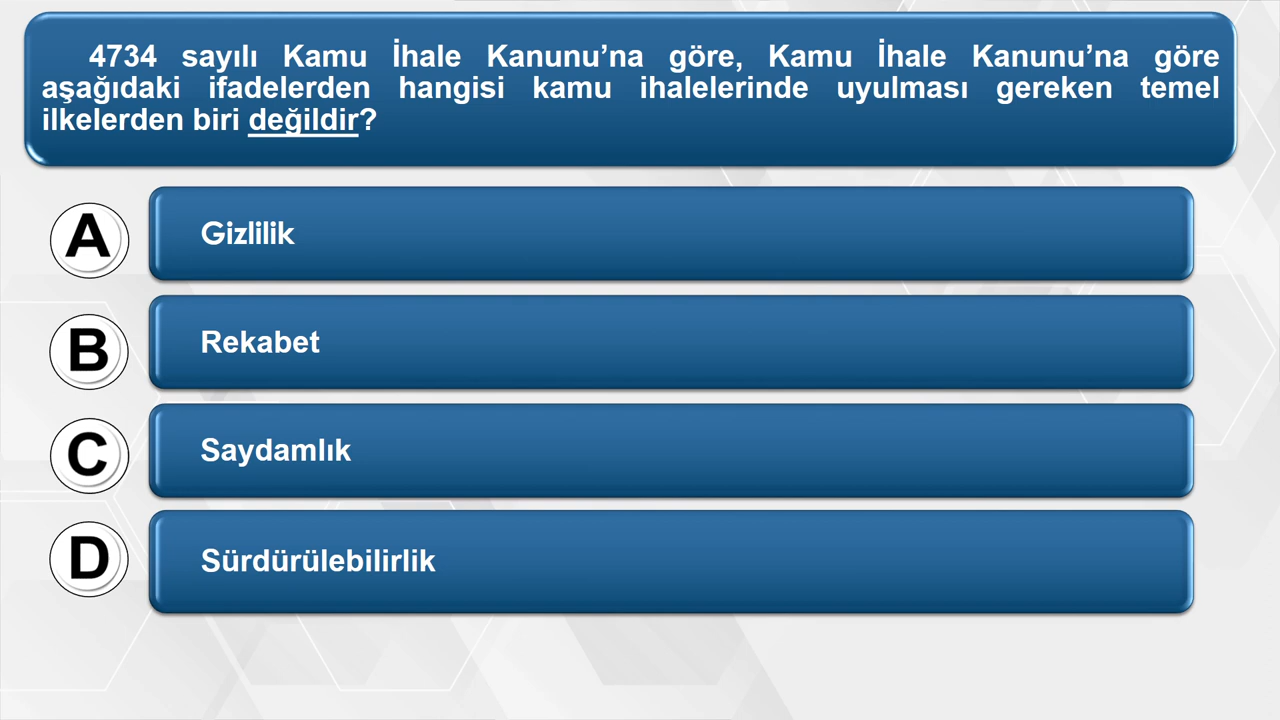 4734 sayılı Kamu İhale Kanunu’na göre, Kamu İhale Kanunu’na göre
aşağıdaki ifadelerden hangisi kamu ihalelerinde uyulması gereken temel
ilkelerden biri değildir?
A
Gizlilik
B
Rekabet
C
Saydamlık
D
Sürdürülebilirlik